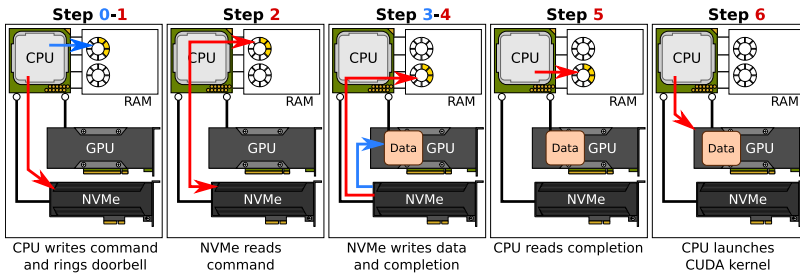 Step 0-1
CPU
RAM
GPU
NVMe
CPU writes command
and rings doorbell
Step 2
CPU
RAM
GPU
NVMe
NVMe reads
command
Step 3-4
CPU
RAM
Data
GPU
NVMe
NVMe writes data
and completion
Step 5
CPU
RAM
Data
GPU
NVMe
CPU reads completion
Step 6
CPU
RAM
Data
GPU
NVMe
CPU launches
CUDA kernel